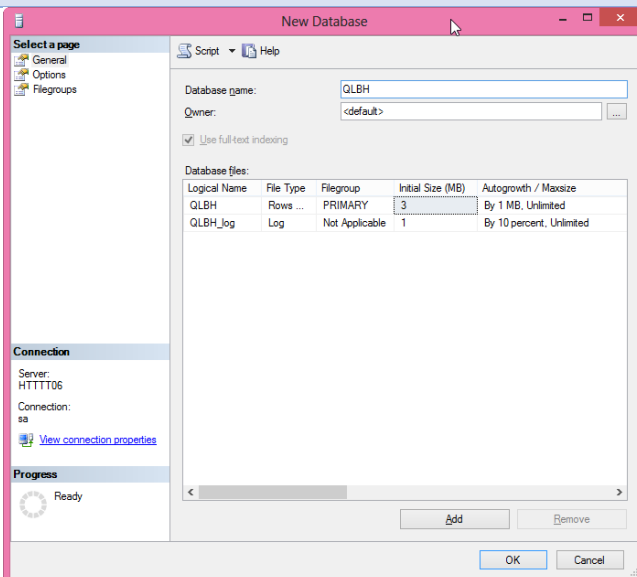 New Database
Select a page
General
Options
Filegroups
Script Help
Database name: QLBH
Owner: <default> ...
Use full-text indexing
Database files:
Logical Name File Type Filegroup Initial Size (MB) Autogrowth / Maxsize
QLBH Rows ... PRIMARY 3 By 1 MB, Unlimited
QLBH_log Log Not Applicable 1 By 10 percent, Unlimited
Connection
Server:
HTTT06
Connection:
sa
View connection properties
Progress
Ready
Add Remove
OK Cancel